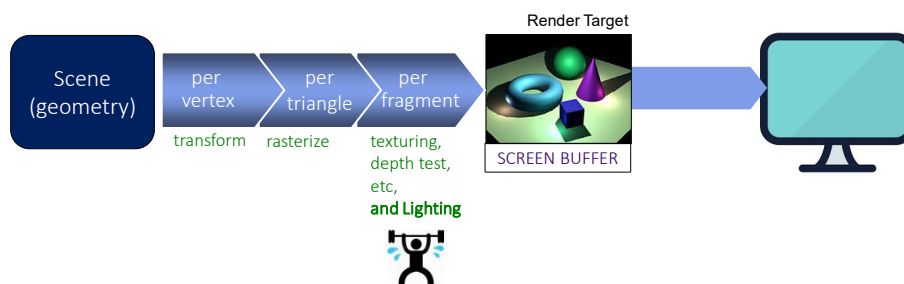 Render Target
Scene
(geometry)
per
vertex
per
triangle
per
fragment
transform
rasterize
texturing,
depth test,
etc,
and Lighting
SCREEN BUFFER